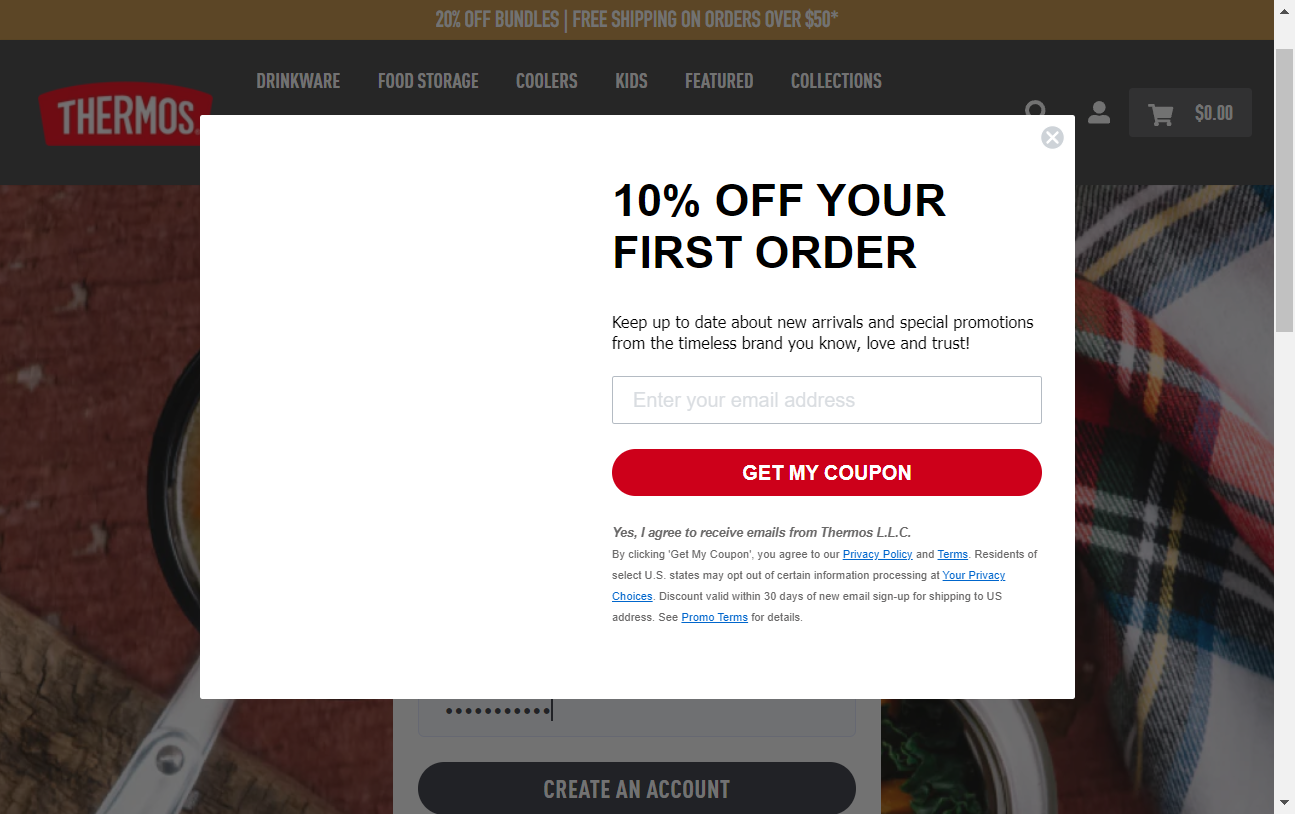 20% OFF BUNDLES | FREE SHIPPING ON ORDERS OVER $50*
DRINKWARE FOOD STORAGE COOLERS KIDS FEATURED COLLECTIONS
THERMOS.
$0.00
10% OFF YOUR
FIRST ORDER
Keep up to date about new arrivals and special promotions
from the timeless brand you know, love and trust!
Enter your email address
GET MY COUPON
Yes, I agree to receive emails from Thermos L.L.C.
By clicking 'Get My Coupon', you agree to our Privacy Policy and Terms. Residents of
select U.S. states may opt out of certain information processing at Your Privacy
Choices. Discount valid within 30 days of new email sign-up for shipping to US
address. See Promo Terms for details.
•••••••••••
CREATE AN ACCOUNT